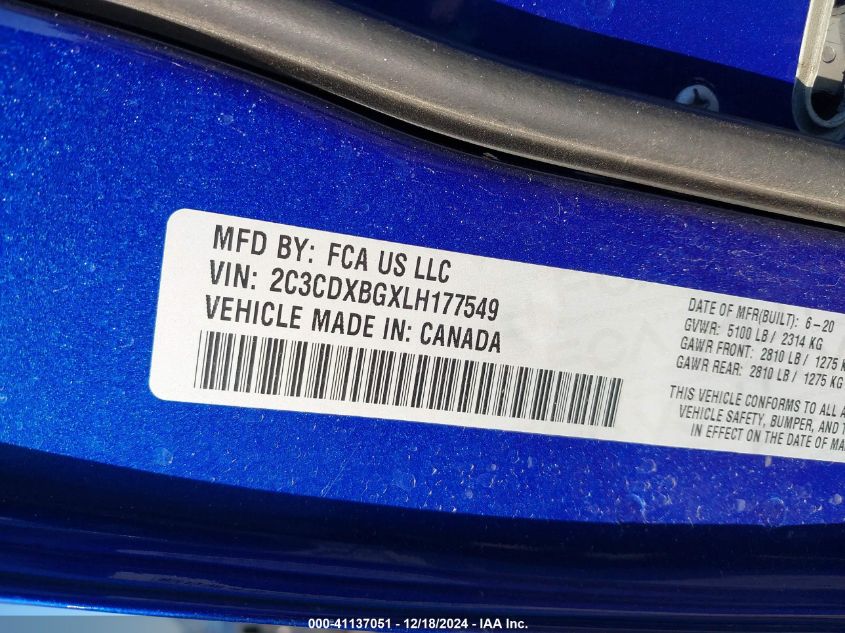 MFD BY: FCA US LLC
VIN: 2C3CDXBGXLH177549
VEHICLE MADE IN: CANADA
DATE OF MFR(BUILT): 6-20
GVWR: 5100 LB / 2314 KG
GAWR FRONT: 2810 LB / 1275 K
GAWR REAR: 2810 LB / 1275 KG
THIS VEHICLE CONFORMS TO ALL A
VEHICLE SAFETY, BUMPER, AND T
IN EFFECT ON THE DATE OF MA
000-41137051 - 12/18/2024 - IAA Inc.